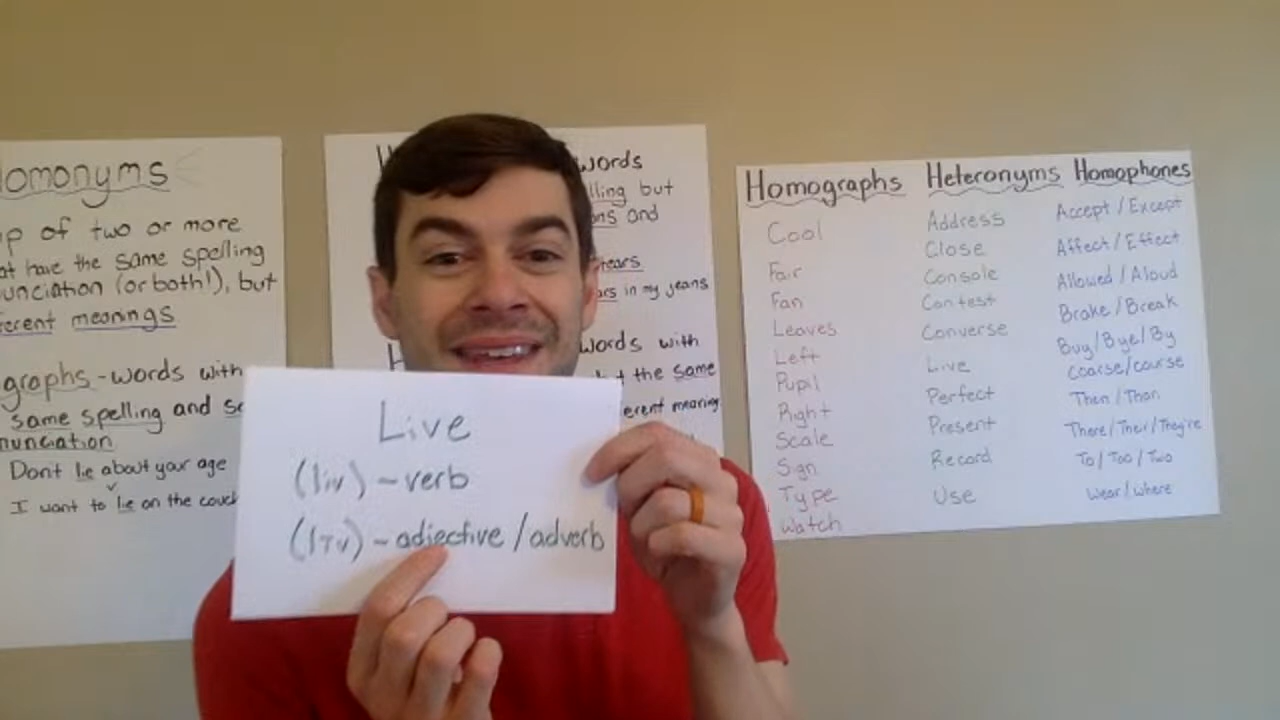 omonyms
p of two or more
at have the same spelling
unciation (or both!), but
erent meanings
graphs - words with
same spelling and s
nunciation
Don't lie about your age
I want to lie on the couch
words
lling but
ns and
tears
ars in my jeans
words with
t the same
erent meaning
Live
(liv) - verb
(līv) - adjective / adverb
Homographs
Cool
Fair
Fan
Leaves
Left
Pupil
Right
Scale
Sign
Type
Watch
Heteronyms
Address
Close
Console
Contest
Converse
Live
Perfect
Present
Record
Use
Homophones
Accept / Except
Affect / Effect
Allowed / Aloud
Brake / Break
Buy / Bye / By
coarse / course
Then / Than
There / Their / They're
To / Too / Two
Wear / Where